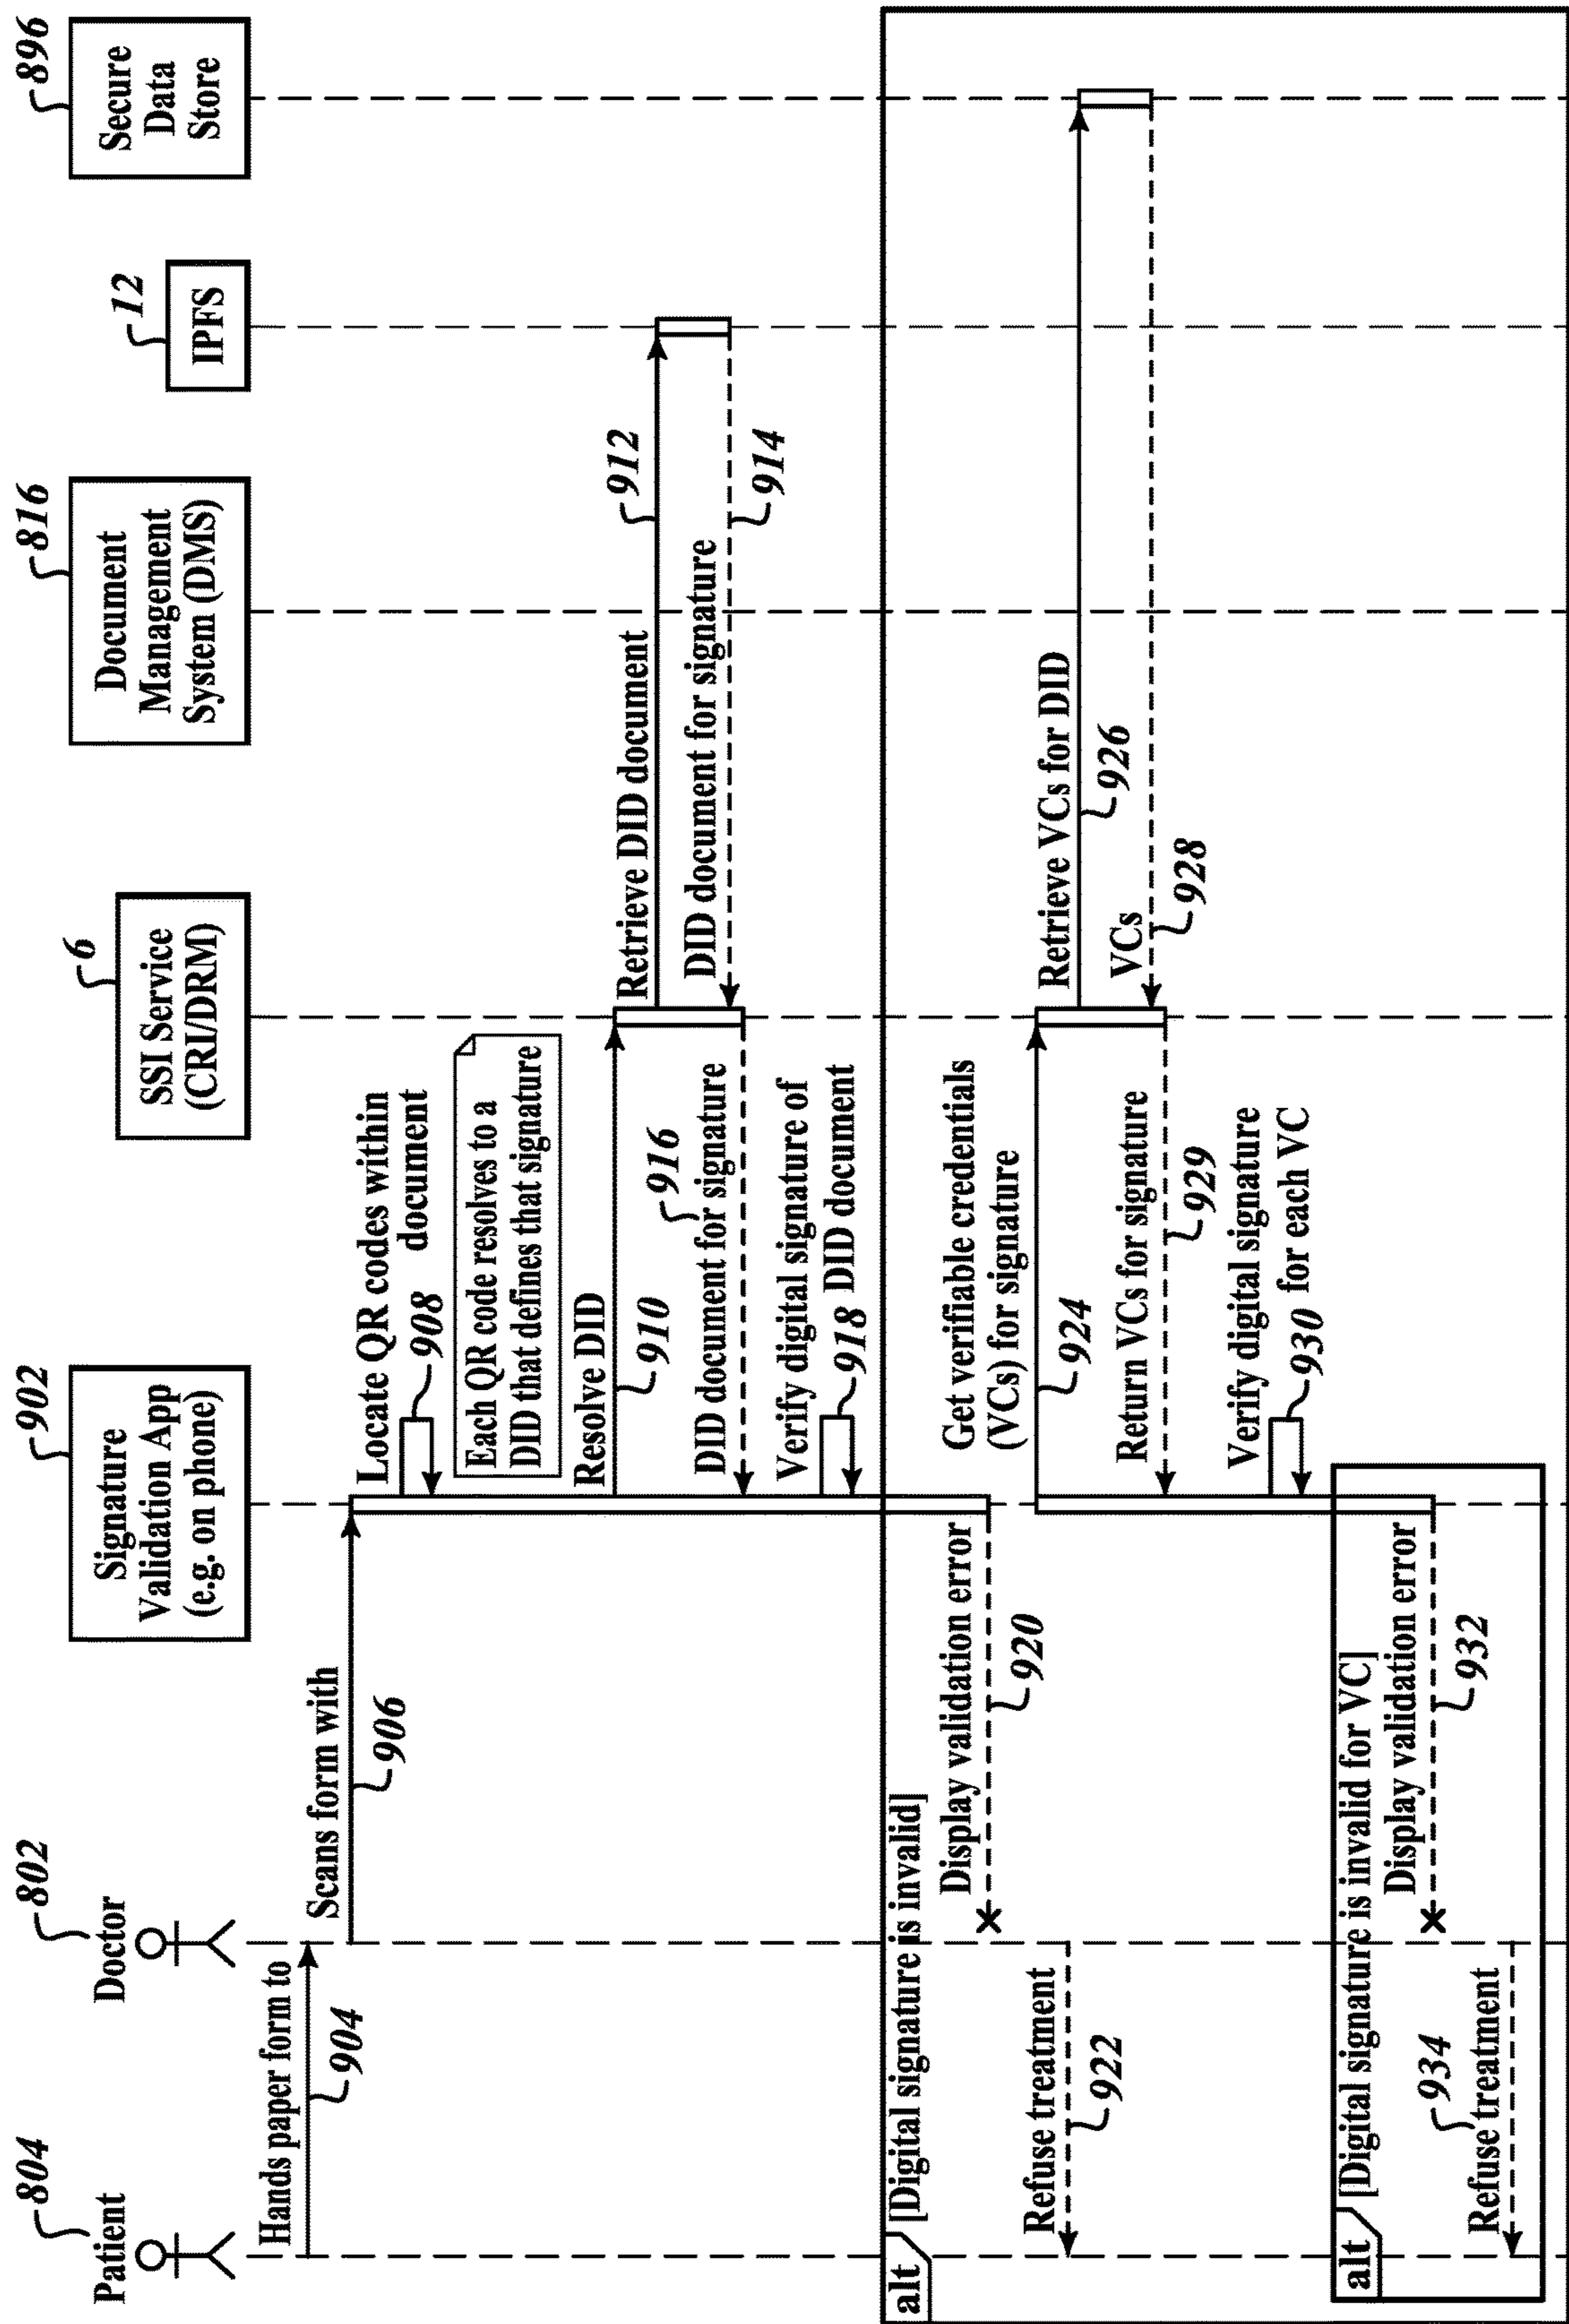 804
Patient
802
Doctor
902
Signature
Validation App
(e.g. on phone)
6
SSI Service
(CRI/DRM)
816
Document
Management
System (DMS)
12
IPFS
896
Secure
Data
Store
Hands paper form to
904
Scans form with
906
Locate QR codes within
document
908
Each QR code resolves to a
DID that defines that signature
Resolve DID
910
Retrieve DID document
912
DID document for signature
914
916
DID document for signature
Verify digital signature of
918 DID document
alt
[Digital signature is invalid]
Display validation error
920
Refuse treatment
922
Get verifiable credentials
(VCs) for signature
924
Retrieve VCs for DID
926
VCs
928
Return VCs for signature
929
Verify digital signature
930 for each VC
alt
[Digital signature is invalid for VC]
Display validation error
932
934
Refuse treatment